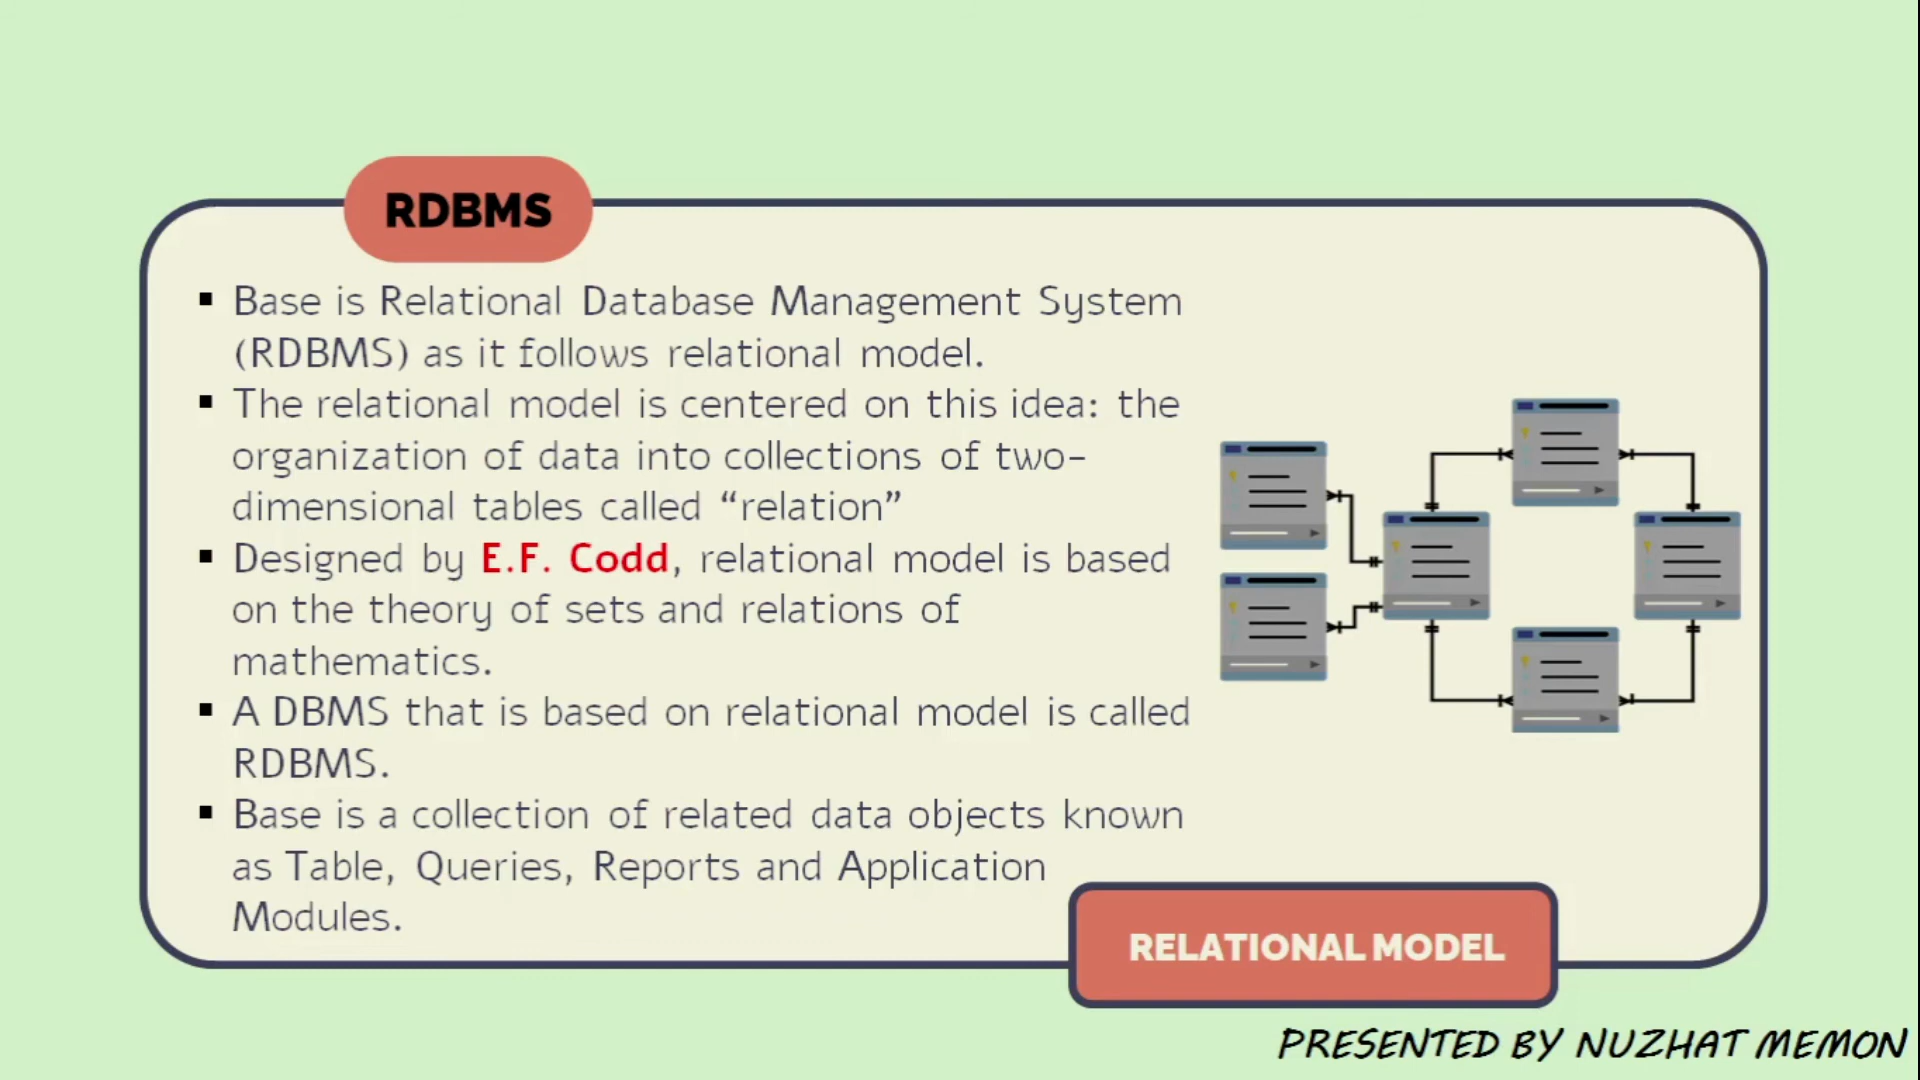 RDBMS
▪ Base is Relational Database Management System
(RDBMS) as it follows relational model.
▪ The relational model is centered on this idea: the
organization of data into collections of two-
dimensional tables called “relation”
▪ Designed by E.F. Codd, relational model is based
on the theory of sets and relations of
mathematics.
▪ A DBMS that is based on relational model is called
RDBMS.
▪ Base is a collection of related data objects known
as Table, Queries, Reports and Application
Modules.
RELATIONAL MODEL
PRESENTED BY NUZHAT MEMON